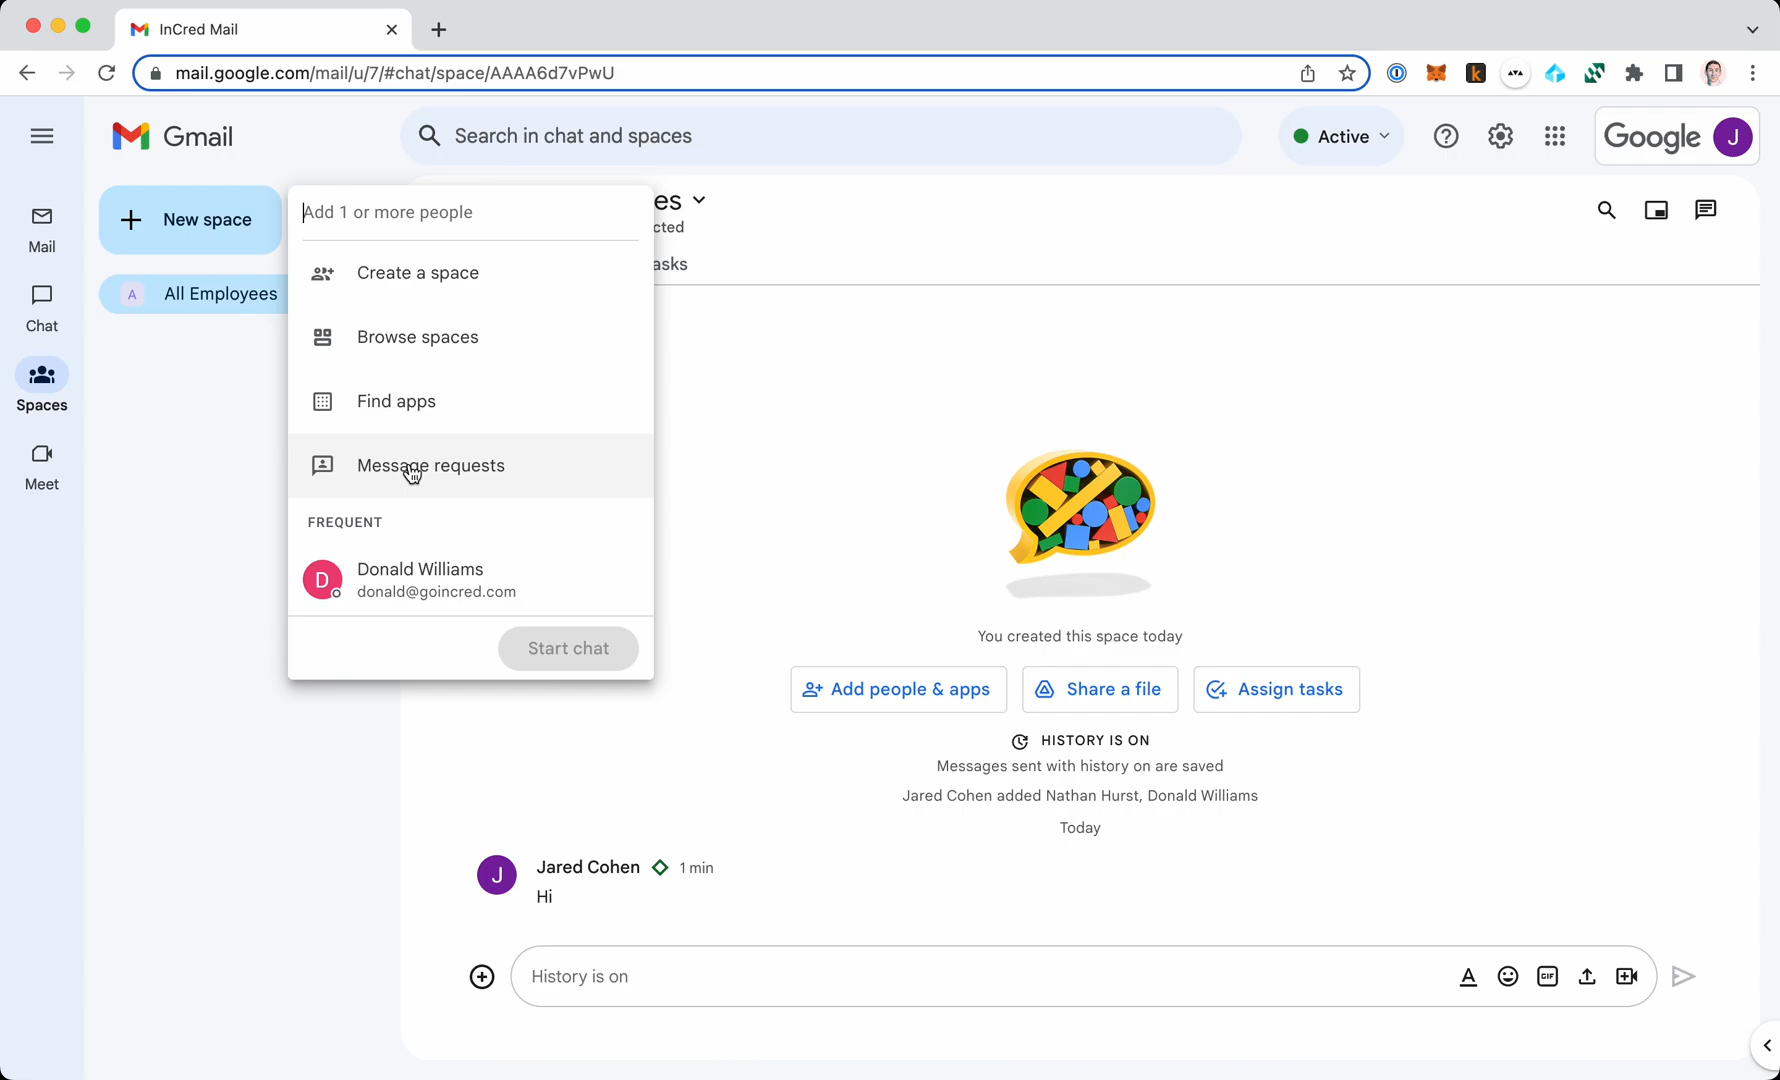 InCred Mail
mail.google.com/mail/u/7/#chat/space/AAAA6d7vPwU
Gmail
Search in chat and spaces
Active
Google
J
Mail
Chat
Spaces
Meet
New space
A All Employees
Add 1 or more people
Create a space
Browse spaces
Find apps
Message requests
FREQUENT
D
Donald Williams
donald@goincred.com
Start chat
es
cted
asks
You created this space today
Add people & apps
Share a file
Assign tasks
HISTORY IS ON
Messages sent with history on are saved
Jared Cohen added Nathan Hurst, Donald Williams
Today
J
Jared Cohen 1 min
Hi
History is on
GIF